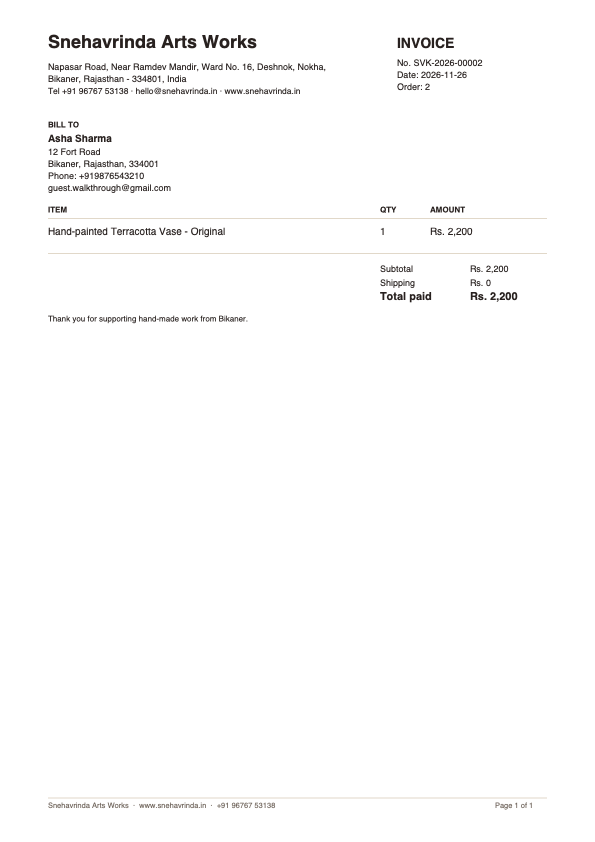 Snehavrinda Arts Works
Napasar Road, Near Ramdev Mandir, Ward No. 16, Deshnok, Nokha,
Bikaner, Rajasthan - 334801, India
Tel +91 96767 53138 · hello@snehavrinda.in · www.snehavrinda.in
INVOICE
No. SVK-2026-00002
Date: 2026-11-26
Order: 2
BILL TO
Asha Sharma
12 Fort Road
Bikaner, Rajasthan, 334001
Phone: +919876543210
guest.walkthrough@gmail.com
ITEM QTY AMOUNT
Hand-painted Terracotta Vase - Original 1 Rs. 2,200
Subtotal Rs. 2,200
Shipping Rs. 0
Total paid Rs. 2,200
Thank you for supporting hand-made work from Bikaner.
Snehavrinda Arts Works · www.snehavrinda.in · +91 96767 53138 Page 1 of 1